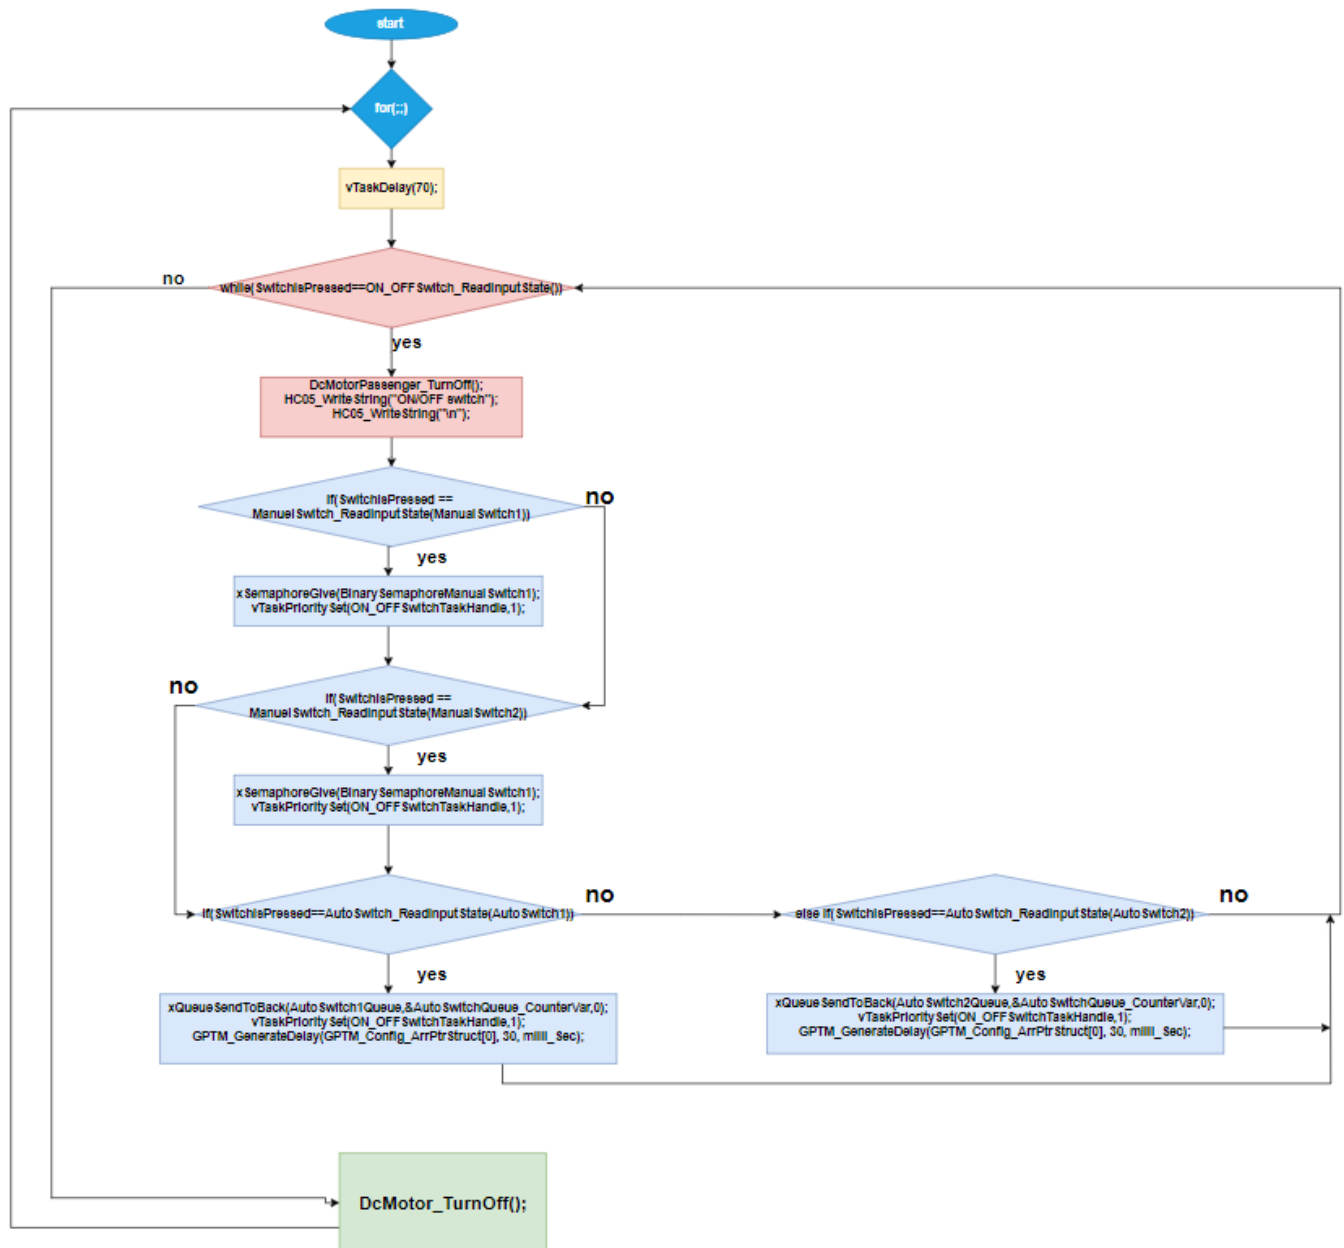 start
for(;;)
vTaskDelay(70);
no
while(SwitchIsPressed==ON_OFFSwitch_ReadInputState())
yes
DcMotorPassenger_TurnOff();
HC05_WriteString("ON/OFF switch");
HC05_WriteString("\n");
if(SwitchIsPressed ==
ManuelSwitch_ReadInputState(ManualSwitch1))
no
yes
xSemaphoreGive(BinarySemaphoreManualSwitch1);
vTaskPrioritySet(ON_OFFSwitchTaskHandle,1);
no
if(SwitchIsPressed ==
ManuelSwitch_ReadInputState(ManualSwitch2))
yes
xSemaphoreGive(BinarySemaphoreManualSwitch1);
vTaskPrioritySet(ON_OFFSwitchTaskHandle,1);
if(SwitchIsPressed==AutoSwitch_ReadInputState(AutoSwitch1))
no
else if(SwitchIsPressed==AutoSwitch_ReadInputState(AutoSwitch2))
no
yes
xQueueSendToBack(AutoSwitch1Queue,&AutoSwitchQueue_CounterVar,0);
vTaskPrioritySet(ON_OFFSwitchTaskHandle,1);
GPTM_GenerateDelay(GPTM_Config_ArrPtrStruct[0], 30, milli_Sec);
yes
xQueueSendToBack(AutoSwitch2Queue,&AutoSwitchQueue_CounterVar,0);
vTaskPrioritySet(ON_OFFSwitchTaskHandle,1);
GPTM_GenerateDelay(GPTM_Config_ArrPtrStruct[0], 30, milli_Sec);
DcMotor_TurnOff();